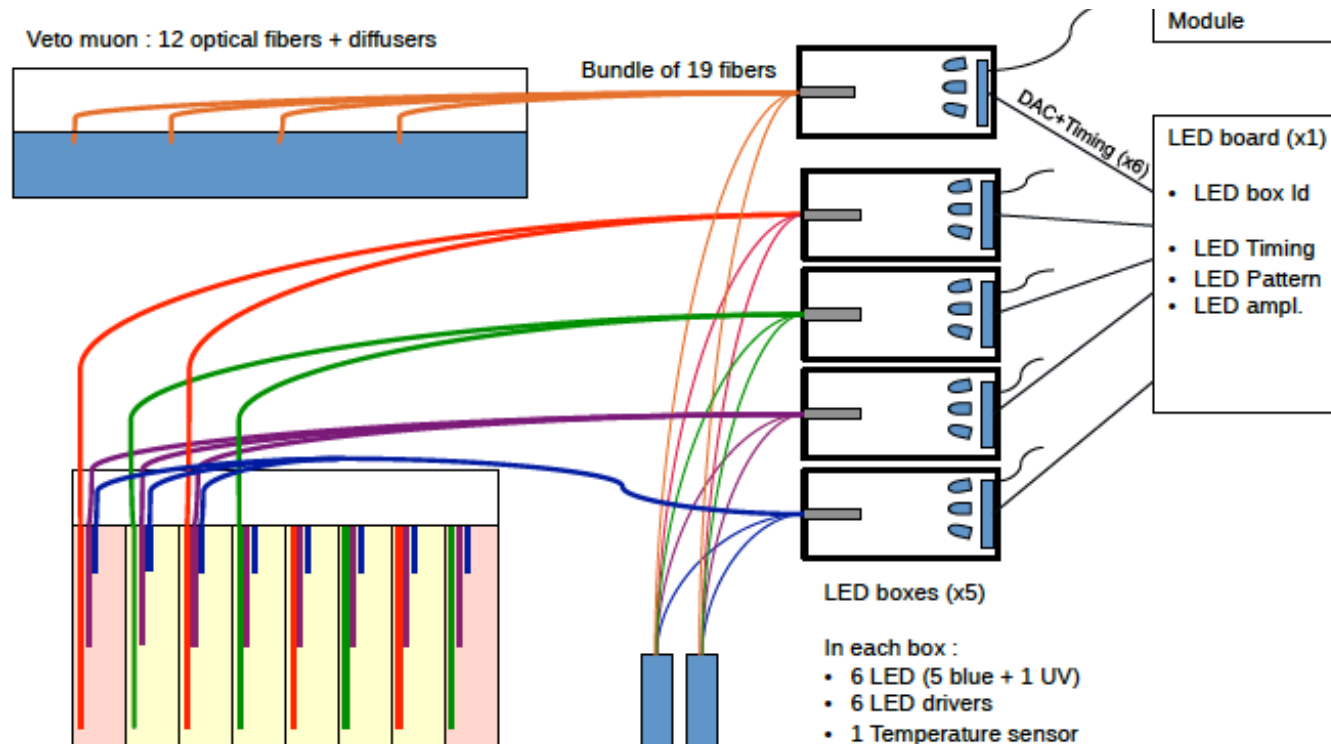 Module
Veto muon : 12 optical fibers + diffusers
Bundle of 19 fibers
DAC+Timing (x6)
LED board (x1)
• LED box Id
• LED Timing
• LED Pattern
• LED ampl.
LED boxes (x5)
In each box :
• 6 LED (5 blue + 1 UV)
• 6 LED drivers
• 1 Temperature sensor